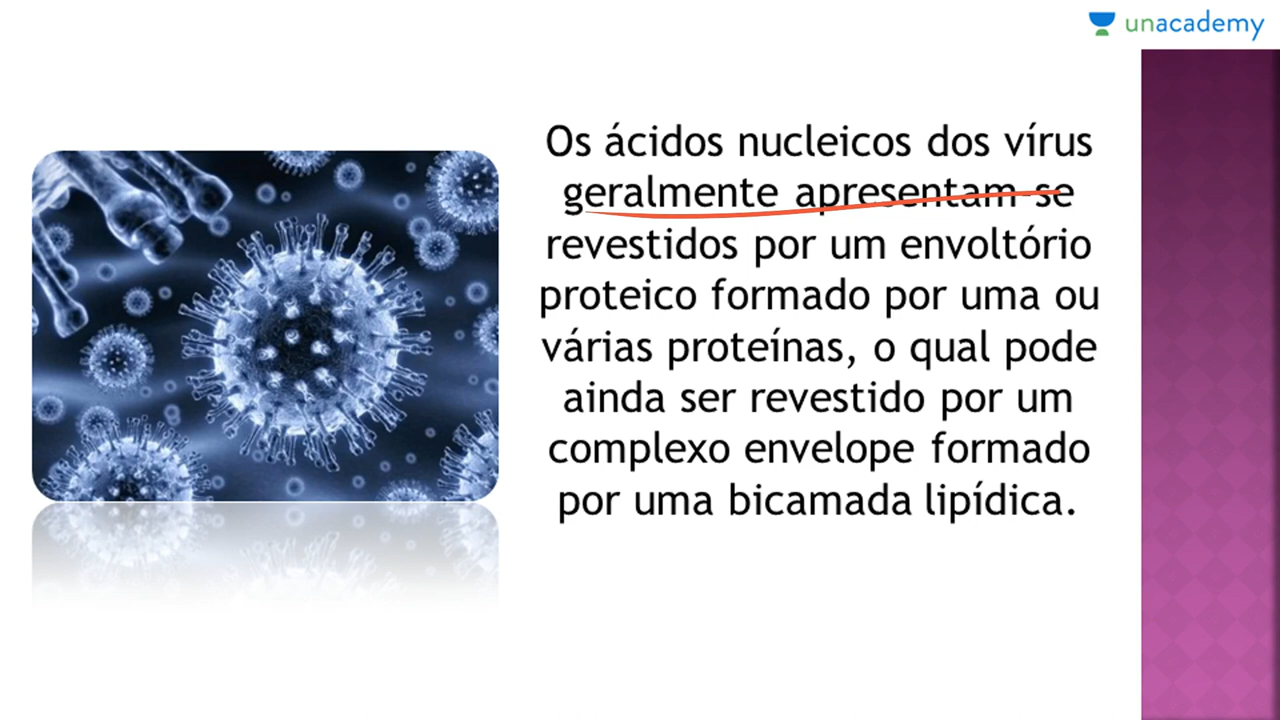 unacademy
Os ácidos nucleicos dos vírus
geralmente apresentam-se
revestidos por um envoltório
proteico formado por uma ou
várias proteínas, o qual pode
ainda ser revestido por um
complexo envelope formado
por uma bicamada lipídica.